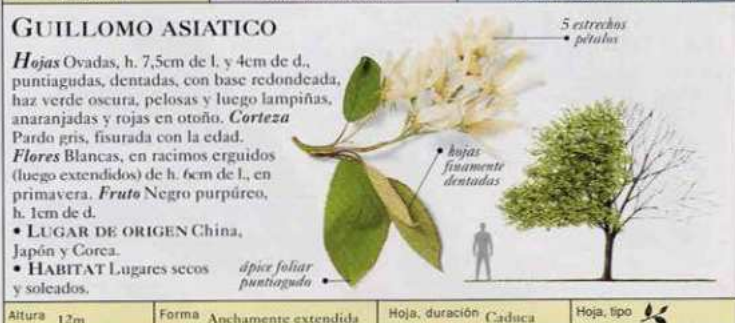 GUILLOMO ASIATICO
Hojas Ovadas, h. 7,5cm de l. y 4cm de d.,
puntiagudas, dentadas, con base redondeada,
haz verde oscura, pelosas y luego lampiñas,
anaranjadas y rojas en otoño. Corteza
Pardo gris, fisurada con la edad.
Flores Blancas, en racimos erguidos
(luego extendidos) de h. 6cm de l., en
primavera. Fruto Negro purpúreo,
h. 1cm de d.
• LUGAR DE ORIGEN China,
Japón y Corea.
• HABITAT Lugares secos
y soleados.
5 estrechos
• pétalos
• hojas
finamente
dentadas
ápice foliar
puntiagudo •
Altura 12m
Forma Anchamente extendida
Hoja, duración Caduca
Hoja, tipo